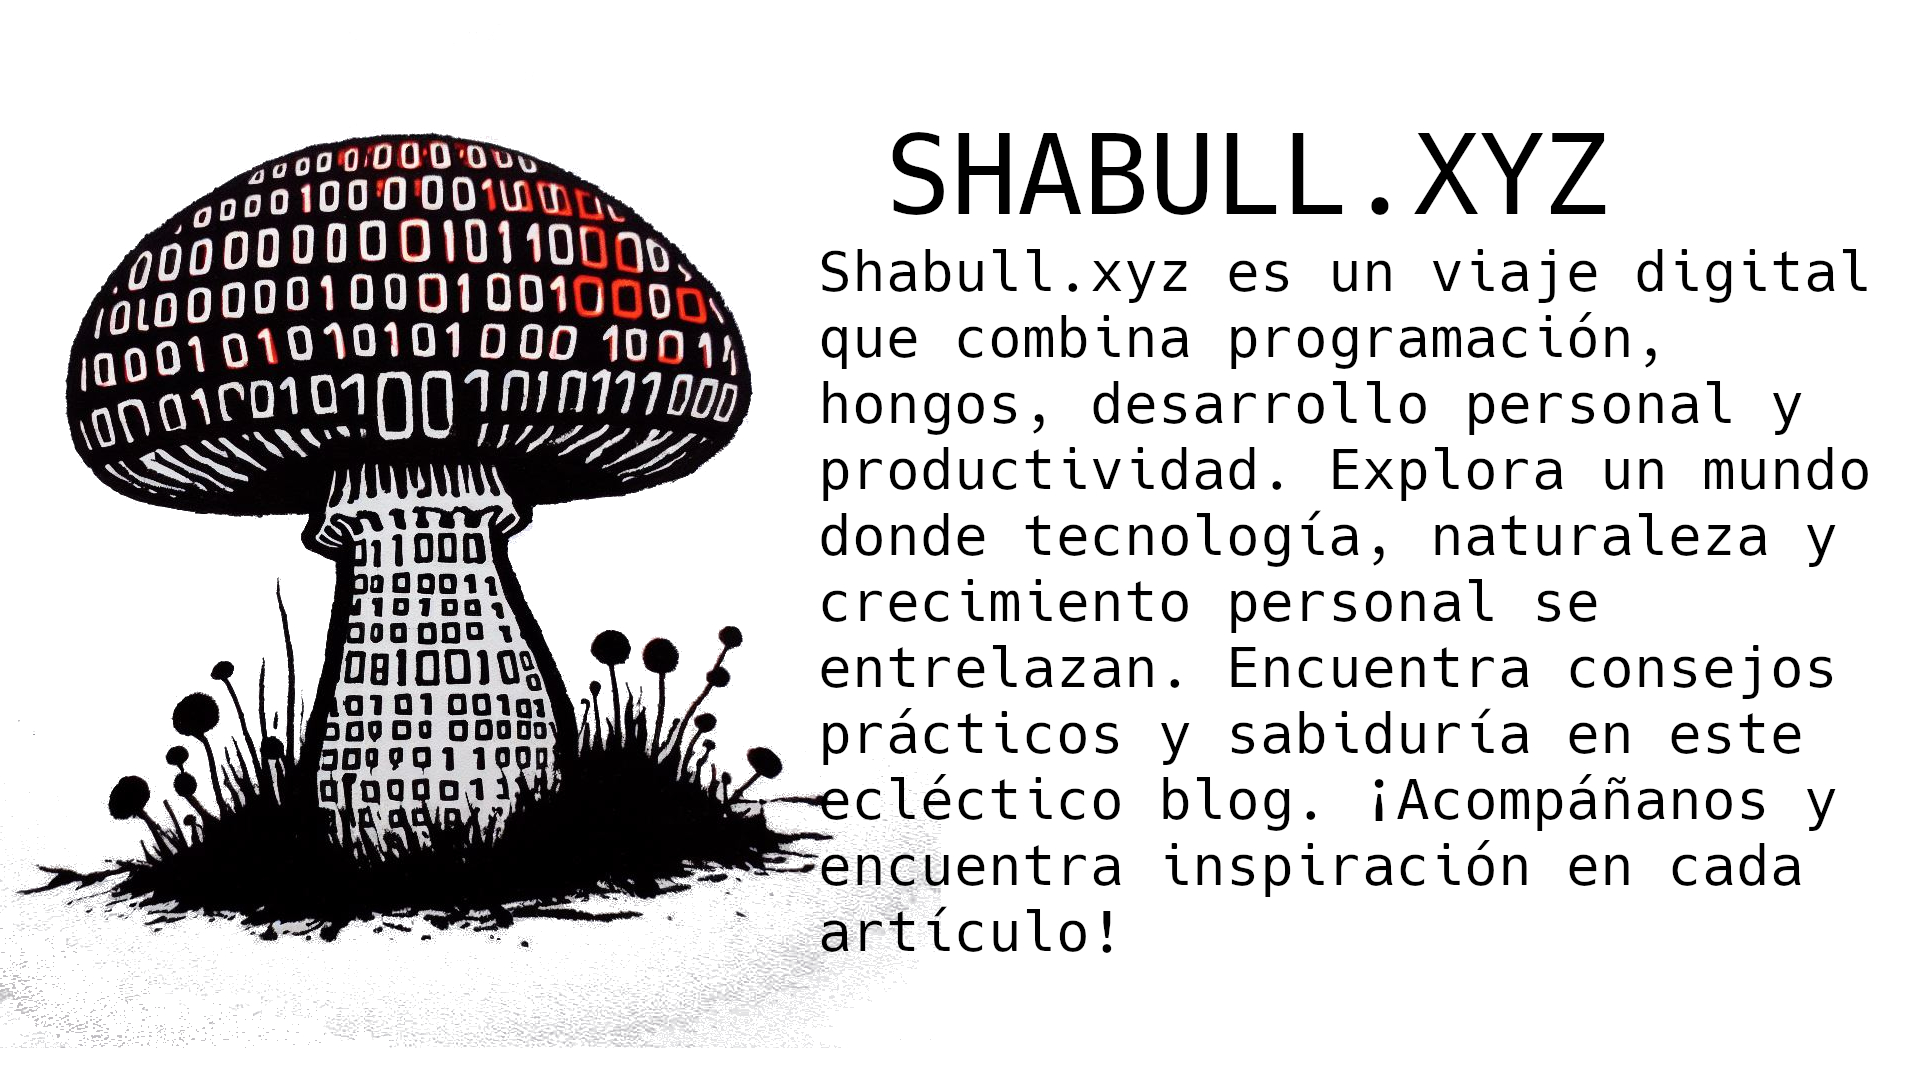 SHABULL.XYZ
Shabull.xyz es un viaje digital
que combina programación,
hongos, desarrollo personal y
productividad. Explora un mundo
donde tecnología, naturaleza y
crecimiento personal se
entrelazan. Encuentra consejos
prácticos y sabiduría en este
ecléctico blog. ¡Acompáñanos y
encuentra inspiración en cada
artículo!